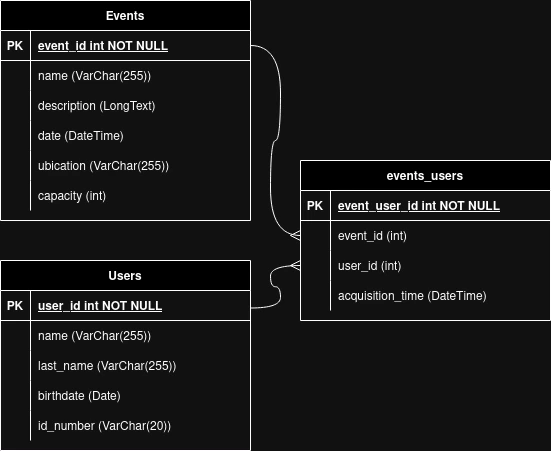 Events
PK event_id int NOT NULL
name (VarChar(255))
description (LongText)
date (DateTime)
ubication (VarChar(255))
capacity (int)
events_users
PK event_user_id int NOT NULL
event_id (int)
user_id (int)
acquisition_time (DateTime)
Users
PK user_id int NOT NULL
name (VarChar(255))
last_name (VarChar(255))
birthdate (Date)
id_number (VarChar(20))